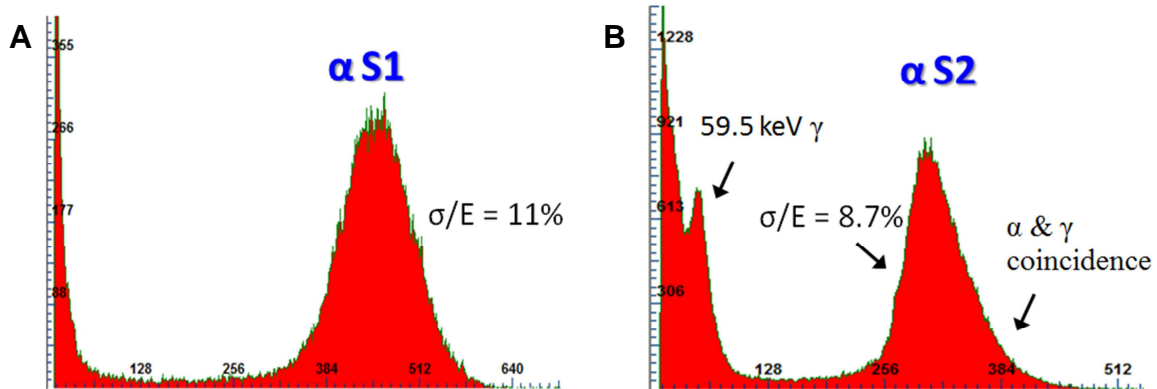 A
α S1
365
266
177
88
σ/E = 11%
128 256 384 512 640
B
α S2
1228
921
613
306
59.5 keV γ
σ/E = 8.7%
α & γ
coincidence
128 256 384 512